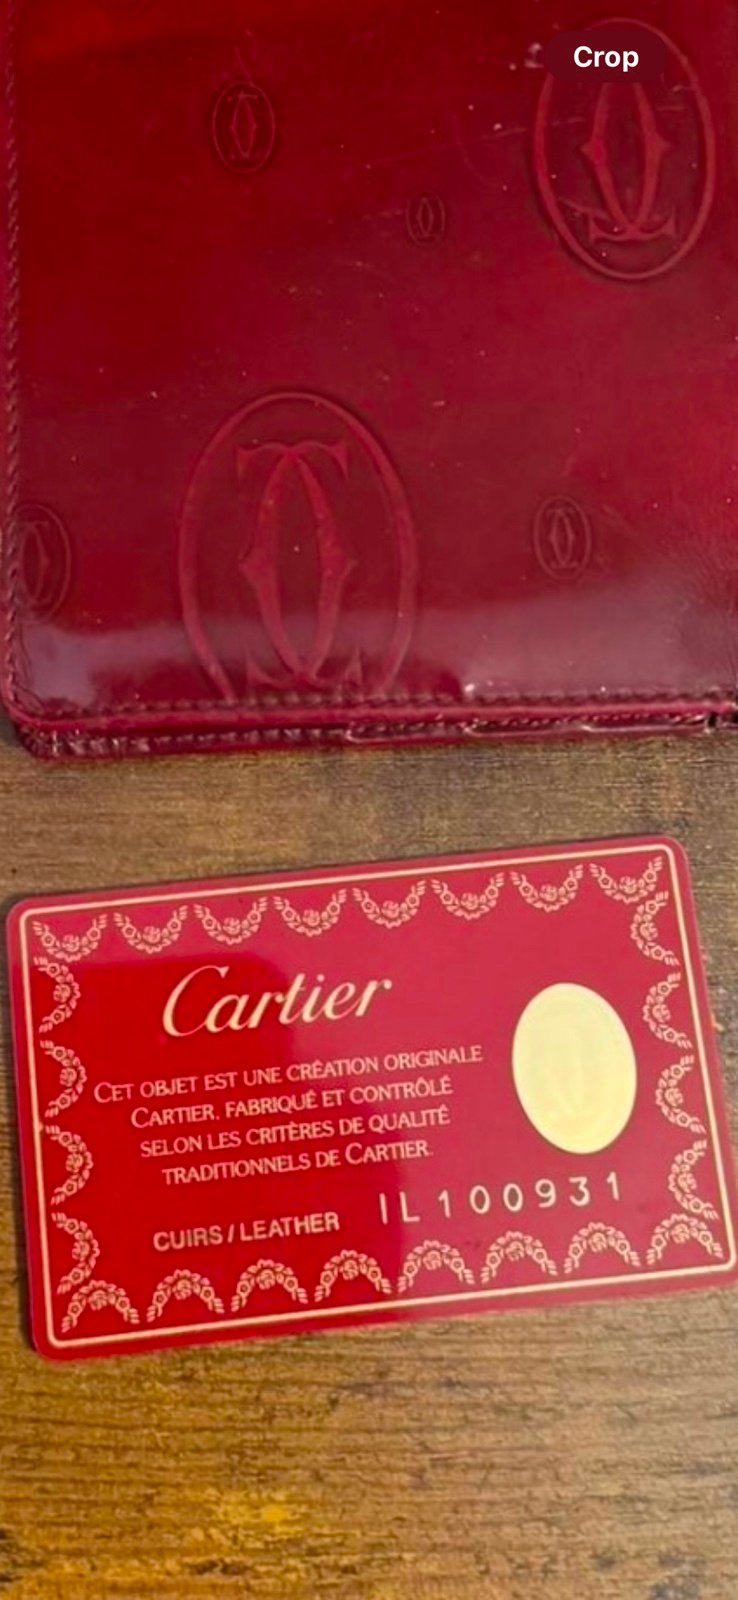 Crop
Cartier
CET OBJET EST UNE CRÉATION ORIGINALE
CARTIER, FABRIQUÉ ET CONTRÔLÉ
SELON LES CRITÈRES DE QUALITÉ
TRADITIONNELS DE CARTIER.
IL100931
CUIRS / LEATHER